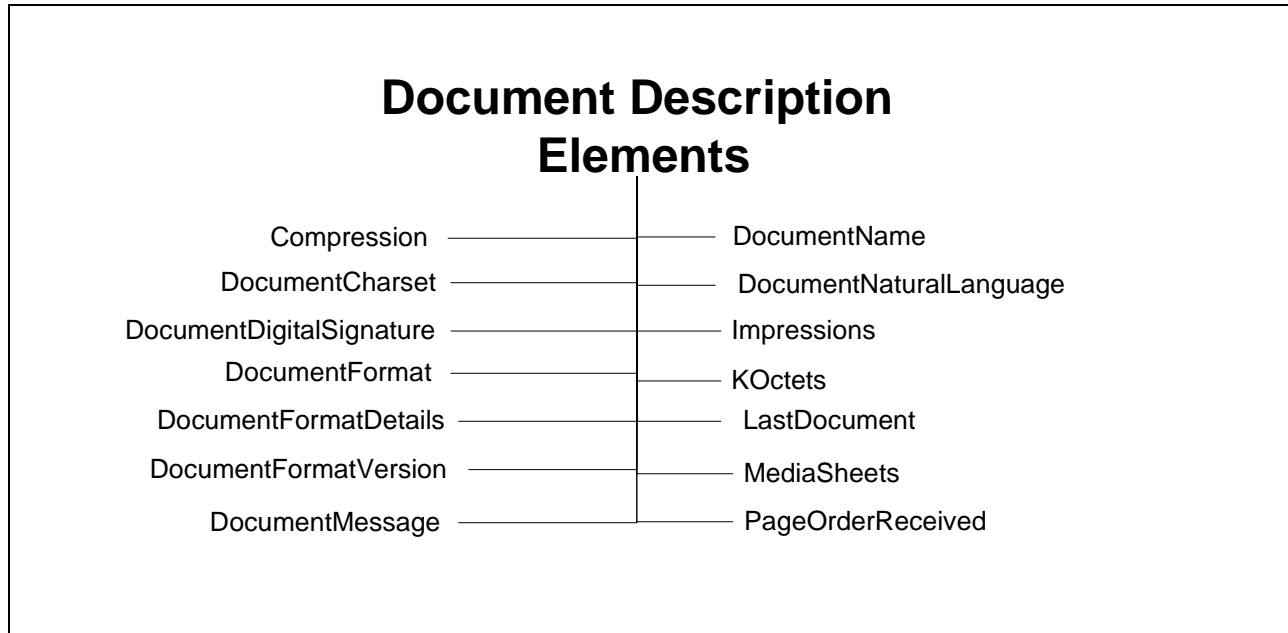 Document Description
Elements
Compression
DocumentCharset
DocumentDigitalSignature
DocumentFormat
DocumentFormatDetails
DocumentFormatVersion
DocumentMessage
DocumentName
DocumentNaturalLanguage
Impressions
KOctets
LastDocument
MediaSheets
PageOrderReceived